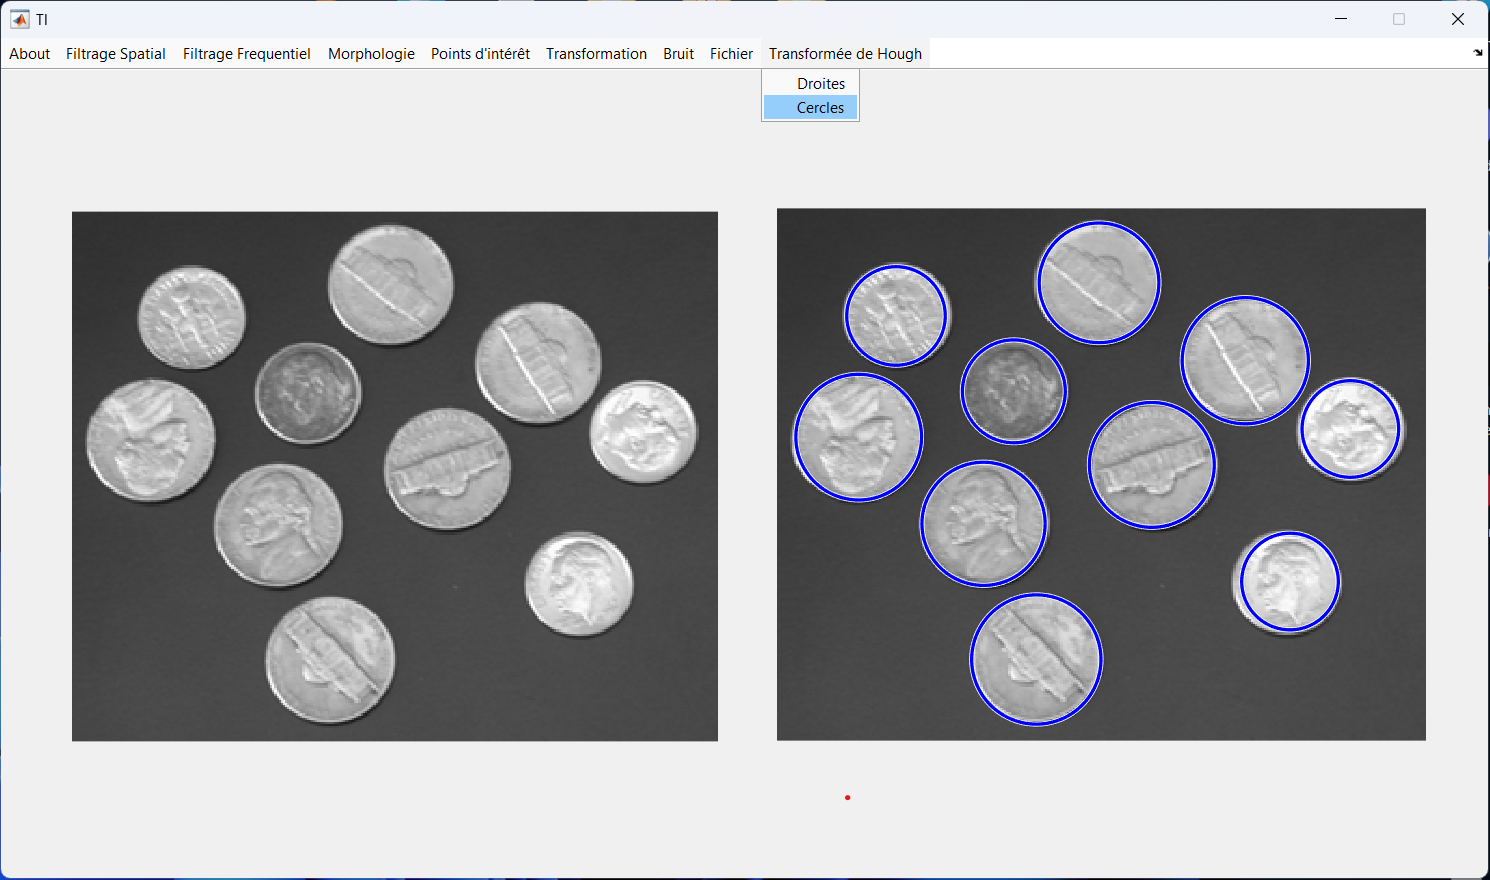 TI
About Filtrage Spatial Filtrage Frequentiel Morphologie Points d'intérêt Transformation Bruit Fichier Transformée de Hough
Droites
Cercles